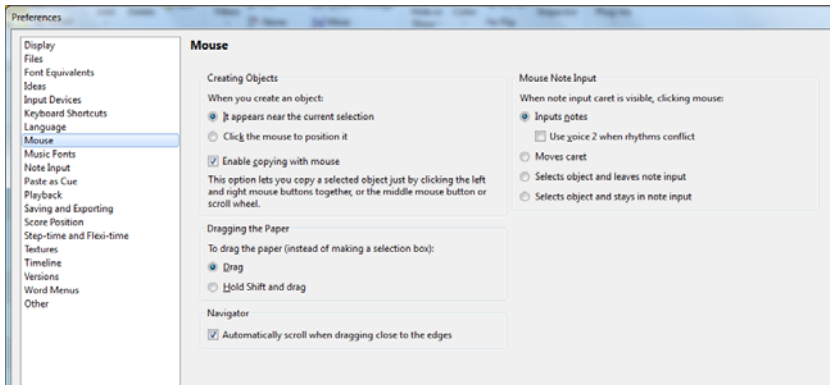 Preferences
Display
Files
Font Equivalents
Ideas
Input Devices
Keyboard Shortcuts
Language
Mouse
Music Fonts
Note Input
Paste as Cue
Playback
Saving and Exporting
Score Position
Step-time and Flexi-time
Textures
Timeline
Versions
Word Menus
Other
Mouse
Creating Objects
When you create an object:
It appears near the current selection
Click the mouse to position it
Enable copying with mouse
This option lets you copy a selected object just by clicking the left
and right mouse buttons together, or the middle mouse button or
scroll wheel.
Dragging the Paper
To drag the paper (instead of making a selection box):
Drag
Hold Shift and drag
Navigator
Automatically scroll when dragging close to the edges
Mouse Note Input
When note input caret is visible, clicking mouse:
Inputs notes
Use voice 2 when rhythms conflict
Moves caret
Selects object and leaves note input
Selects object and stays in note input